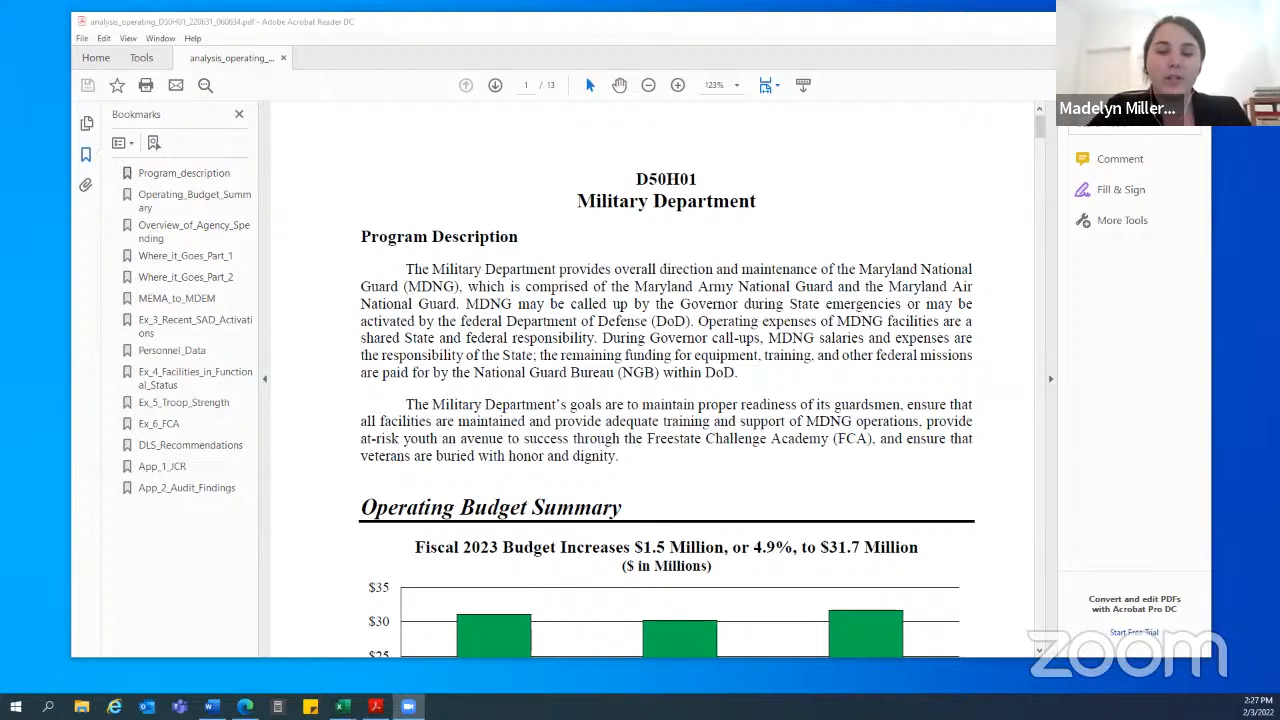 analysis_operating_D50H01_220631_060634.pdf - Adobe Acrobat Reader DC
File Edit View Window Help
Home Tools analysis_operating_... ×
1 / 13 123%
Bookmarks
Program_description
Operating_Budget_Summ
ary
Overview_of_Agency_Spe
nding
Where_it_Goes_Part_1
Where_it_Goes_Part_2
MEMA_to_MDEM
Ex_3_Recent_SAD_Activati
ons
Personnel_Data
Ex_4_Facilities_in_Function
al_Status
Ex_5_Troop_Strength
Ex_6_FCA
DLS_Recommendations
App_1_JCR
App_2_Audit_Findings
D50H01
Military Department
Program Description
The Military Department provides overall direction and maintenance of the Maryland National
Guard (MDNG), which is comprised of the Maryland Army National Guard and the Maryland Air
National Guard. MDNG may be called up by the Governor during State emergencies or may be
activated by the federal Department of Defense (DoD). Operating expenses of MDNG facilities are a
shared State and federal responsibility. During Governor call-ups, MDNG salaries and expenses are
the responsibility of the State; the remaining funding for equipment, training, and other federal missions
are paid for by the National Guard Bureau (NGB) within DoD.
The Military Department's goals are to maintain proper readiness of its guardsmen, ensure that
all facilities are maintained and provide adequate training and support of MDNG operations, provide
at-risk youth an avenue to success through the Freestate Challenge Academy (FCA), and ensure that
veterans are buried with honor and dignity.
Operating Budget Summary
Fiscal 2023 Budget Increases $1.5 Million, or 4.9%, to $31.7 Million
($ in Millions)
$35
$30
$25
Madelyn Miller...
Comment
Fill & Sign
More Tools
Convert and edit PDFs
with Acrobat Pro DC
Start Free Trial
zoom
2:27 PM
2/3/2022